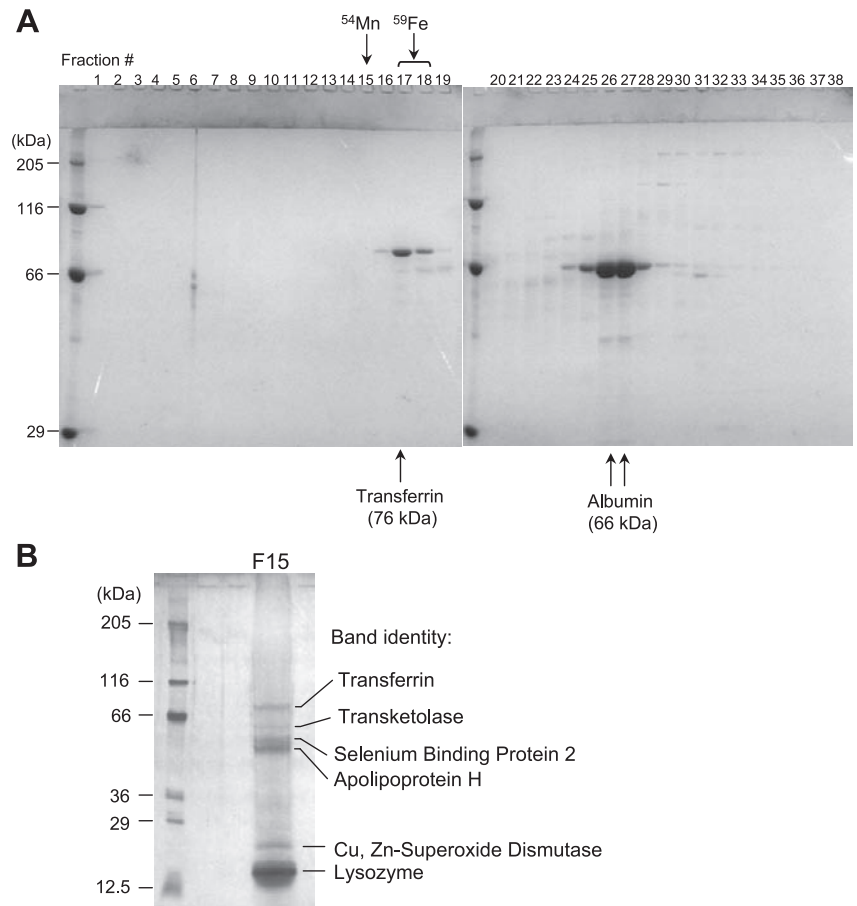 A
⁵⁴Mn ⁵⁹Fe
Fraction #
1 2 3 4 5 6 7 8 9 10 11 12 13 14 15 16 17 18 19 20 21 22 23 24 25 26 27 28 29 30 31 32 33 34 35 36 37 38
(kDa)
205
116
66
29
Transferrin
(76 kDa)
Albumin
(66 kDa)
B
F15
(kDa)
205
116
66
36
29
12.5
Band identity:
Transferrin
Transketolase
Selenium Binding Protein 2
Apolipoprotein H
Cu, Zn-Superoxide Dismutase
Lysozyme